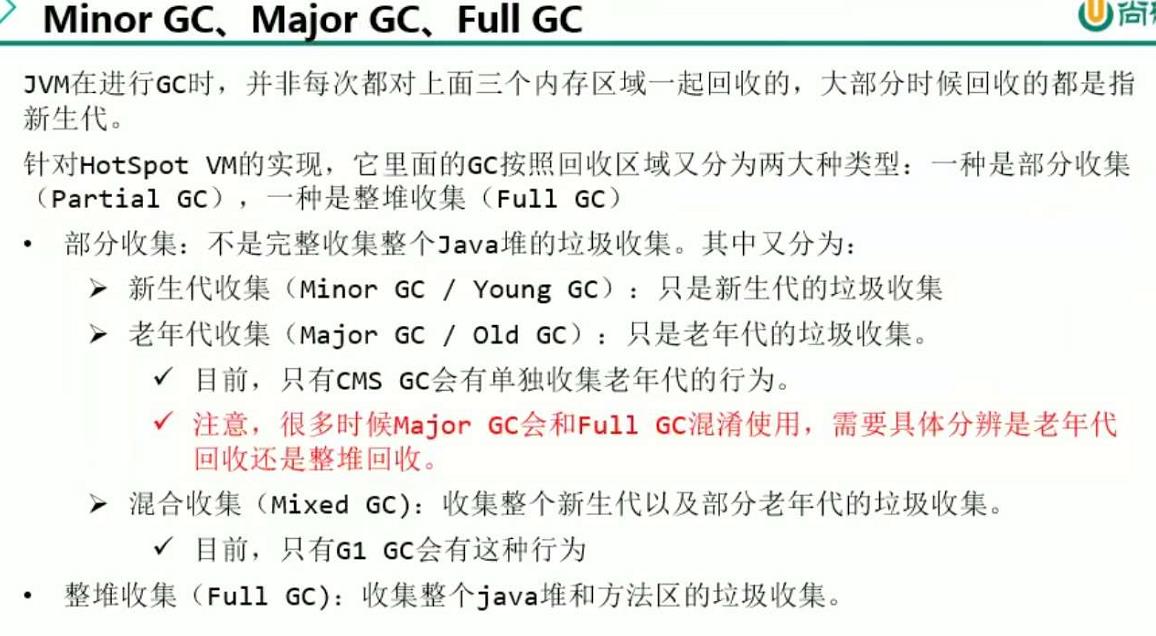 Minor GC、Major GC、Full GC
尚
JVM在进行GC时，并非每次都对上面三个内存区域一起回收的，大部分时候回收的都是指
新生代。
针对HotSpot VM的实现，它里面的GC按照回收区域又分为两大种类型：一种是部分收集
（Partial GC），一种是整堆收集（Full GC）
• 部分收集：不是完整收集整个Java堆的垃圾收集。其中又分为：
➢ 新生代收集（Minor GC / Young GC）：只是新生代的垃圾收集
➢ 老年代收集（Major GC / Old GC）：只是老年代的垃圾收集。
✓ 目前，只有CMS GC会有单独收集老年代的行为。
✓ 注意，很多时候Major GC会和Full GC混淆使用，需要具体分辨是老年代
回收还是整堆回收。
➢ 混合收集（Mixed GC)：收集整个新生代以及部分老年代的垃圾收集。
✓ 目前，只有G1 GC会有这种行为
• 整堆收集（Full GC)：收集整个java堆和方法区的垃圾收集。